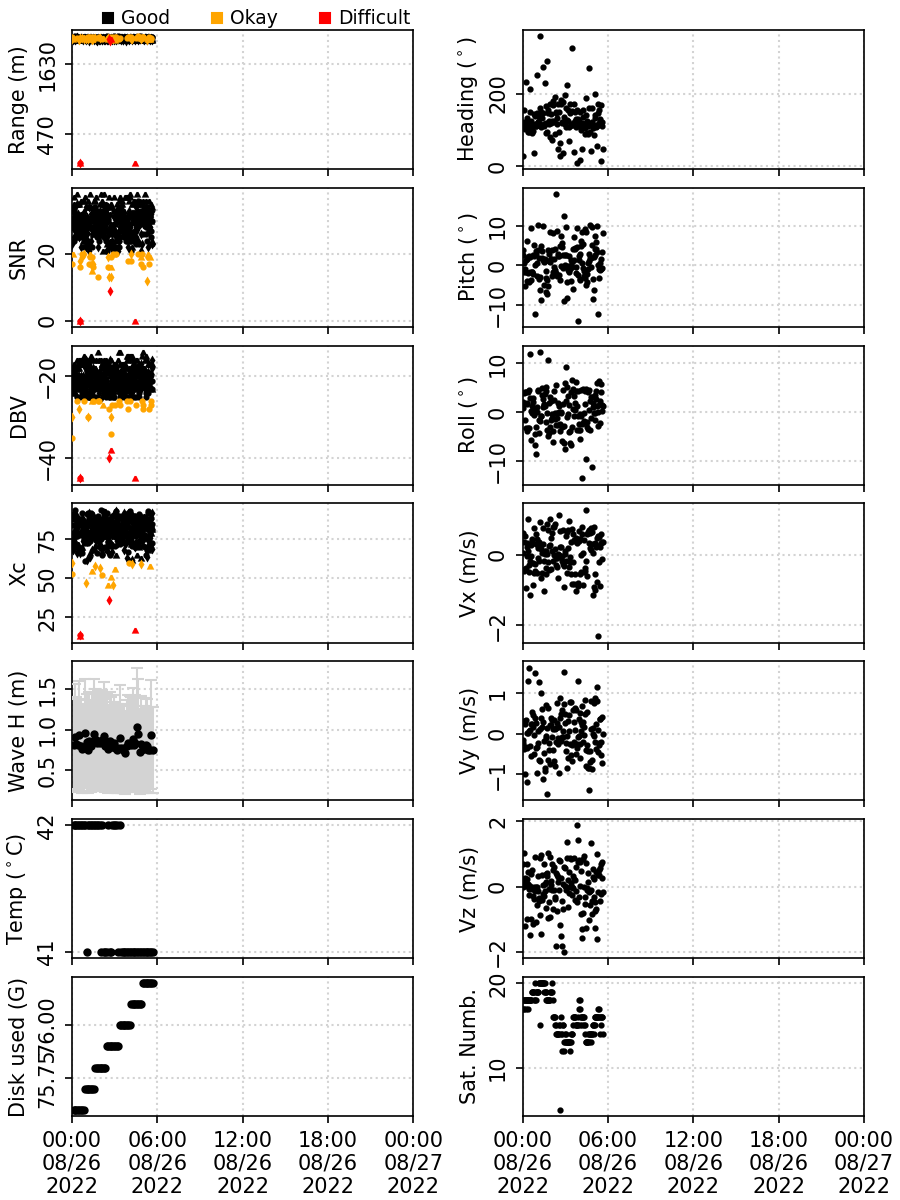 Good Okay Difficult
Range (m)
1630
470
Heading (°)
200
0
SNR
20
0
Pitch (°)
10
0
−10
DBV
−20
−40
Roll (°)
10
0
−10
Xc
75
50
25
Vx (m/s)
0
−2
Wave H (m)
1.5
1.0
0.5
Vy (m/s)
1
0
−1
Temp (°C)
42
41
Vz (m/s)
2
0
−2
Disk used (G)
76.00
75.75
Sat. Numb.
20
10
00:00 06:00 12:00 18:00 00:00
08/26 08/26 08/26 08/26 08/27
2022 2022 2022 2022 2022
00:00 06:00 12:00 18:00 00:00
08/26 08/26 08/26 08/26 08/27
2022 2022 2022 2022 2022